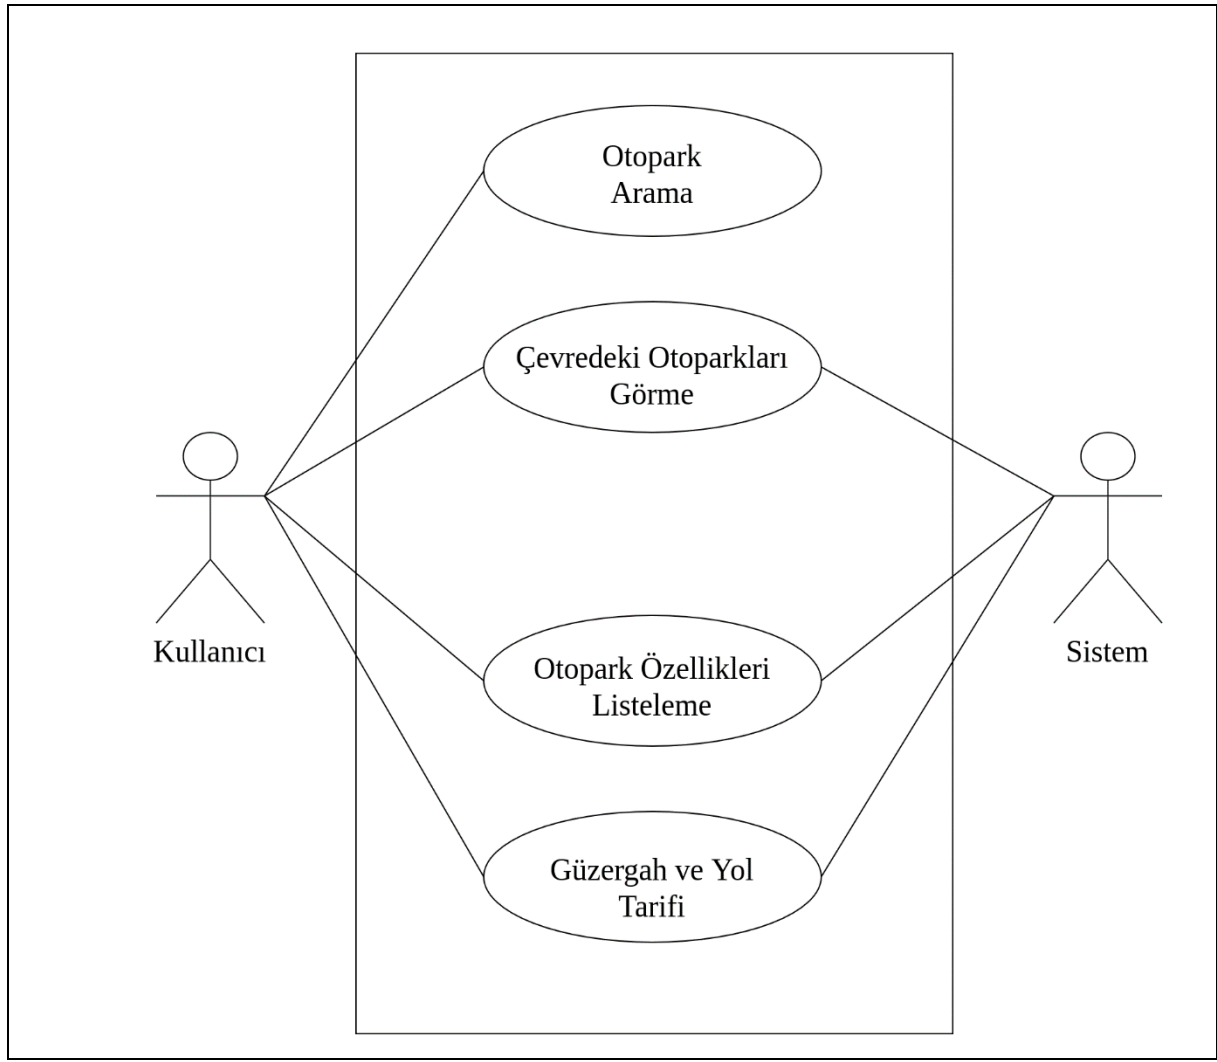 Otopark
Arama
Çevredeki Otoparkları
Görme
Kullanıcı
Sistem
Otopark Özellikleri
Listeleme
Güzergah ve Yol
Tarifi